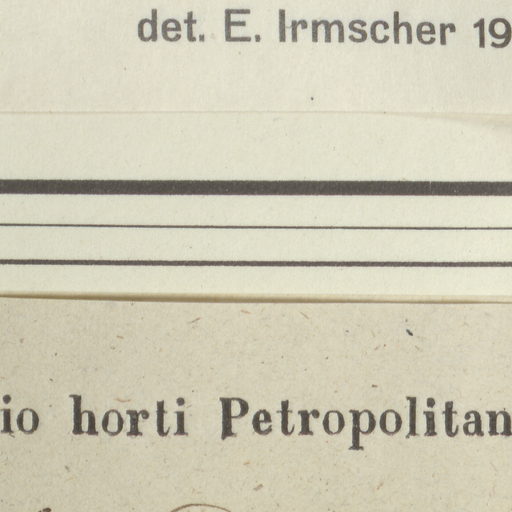 det. E. Irmscher 19
io horti Petropolitan